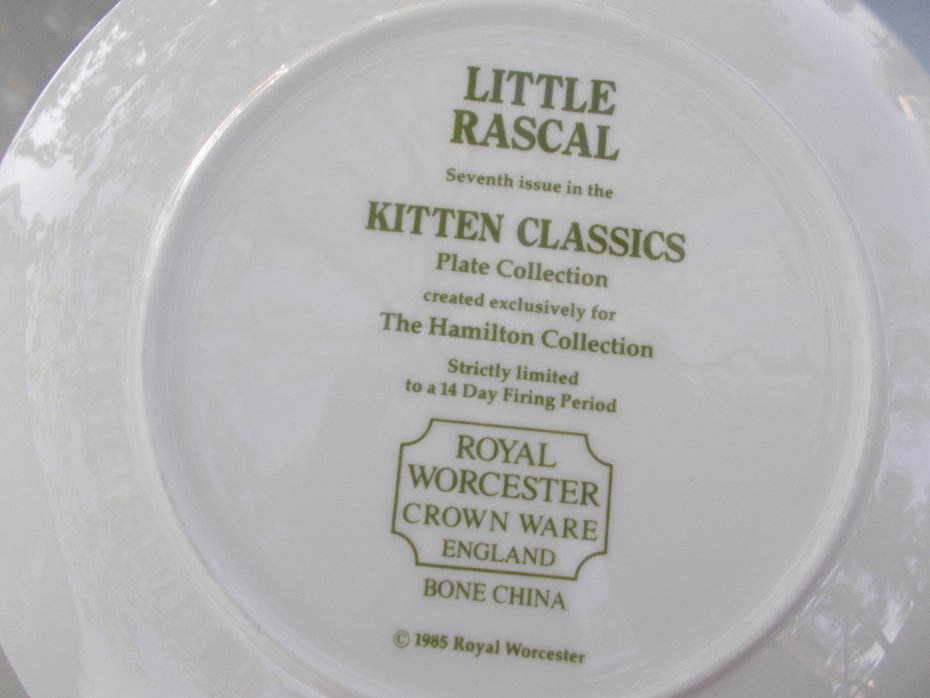 LITTLE
RASCAL
Seventh issue in the
KITTEN CLASSICS
Plate Collection
created exclusively for
The Hamilton Collection
Strictly limited
to a 14 Day Firing Period
ROYAL
WORCESTER
CROWN WARE
ENGLAND
BONE CHINA
© 1985 Royal Worcester